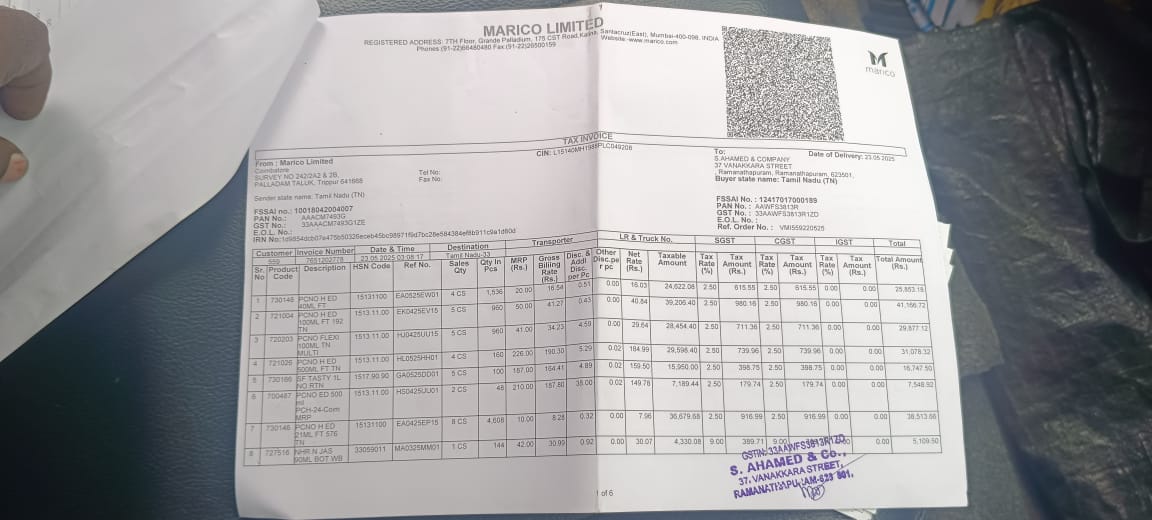 MARICO LIMITED
REGISTERED ADDRESS: 7TH Floor, Grande Palladium, 175 CST Road, Kalina, Santacruz(East), Mumbai-400-098, INDIA
Phones (91-22)66480480 Fax (91-22)26500159 Website:-www.marico.com
marico
TAX INVOICE
CIN: L15140MH1988PLC049208
From : Marico Limited
Coimbatore
SURVEY NO 242/2A2 & 2B,
PALLADAM TALUK, Trippur 641668
Tel No:
Fax No:
Sender state name: Tamil Nadu (TN)
FSSAI no.: 10018042004007
PAN No.: AAACM7493G
GST No.: 33AAACM7493G1ZE
E.O.L. No.:
To: Date of Delivery: 23.05.2025
S.AHAMED & COMPANY
37 VANAKKARA STREET
, Ramanathapuram, Ramanathapuram, 623501,
Buyer state name: Tamil Nadu (TN)
FSSAI No. : 12417017000189
PAN No. : AAWFS3813R
GST No. : 33AAWFS3813R1ZD
E.O.L No. :
Ref. Order No. : VMI559220525
Customer Invoice Number Date & Time Destination Transporter LR & Truck No. SGST CGST IGST Total
559 7651202778 23.05.2025 03:08:17 Tamil Nadu-33
Sr. No Product Code Description HSN Code Ref No. Sales Qty Qty In Pcs MRP (Rs.) Gross Billing Rate (Rs.) Disc. & Addl Disc. per Pc Other Disc.pe r pc Net Rate (Rs.) Taxable Amount Tax Rate (%) Tax Amount (Rs.) Tax Rate (%) Tax Amount (Rs.) Tax Rate (%) Tax Amount (Rs.) Total Amount (Rs.)
1 730146 PCNO H ED 40ML FT 15131100 EA0525EW01 4 CS 1,536 20.00 16.54 0.51 0.00 16.03 24,622.08 2.50 615.55 2.50 615.55 0.00 0.00 25,853.18
2 721004 PCNO H ED 100ML FT 192 TN 1513.11.00 EK0425EV15 5 CS 960 50.00 41.27 0.43 0.00 40.84 39,206.40 2.50 980.16 2.50 980.16 0.00 0.00 41,166.72
3 720203 PCNO FLEXI 100ML TN MULTI 1513.11.00 HJ0425UU15 5 CS 960 41.00 34.23 4.59 0.00 29.64 28,454.40 2.50 711.36 2.50 711.36 0.00 0.00 29,877.12
4 721026 PCNO H ED 500ML FT TN 1513.11.00 HL0525HH01 4 CS 160 226.00 190.30 5.29 0.02 184.99 29,598.40 2.50 739.96 2.50 739.96 0.00 0.00 31,078.32
5 730166 SF TASTY 1L NO RTN 1517.90.90 GA0525DD01 5 CS 100 187.00 164.41 4.89 0.02 159.50 15,950.00 2.50 398.75 2.50 398.75 0.00 0.00 16,747.50
6 700487 PCNO ED 500 ml PCH-24-Com MRP 1513.11.00 HS0425UU01 2 CS 48 210.00 187.80 38.00 0.02 149.78 7,189.44 2.50 179.74 2.50 179.74 0.00 0.00 7,548.92
7 730148 PCNO H ED 21ML FT 576 TN 15131100 EA0425EP15 8 CS 4,608 10.00 8.28 0.32 0.00 7.96 36,679.68 2.50 916.99 2.50 916.99 0.00 0.00 38,513.66
8 727516 NHR N JAS 90ML BOT WB 33059011 MA0325MM01 1 CS 144 42.00 30.99 0.92 0.00 30.07 4,330.08 9.00 389.71 9.00 0.00 5,109.50
GSTIN: 33AAWFS3813R1ZD
S. AHAMED & Co.,
37, VANAKKARA STREET,
RAMANATHAPURAM-623 501.
1 of 6